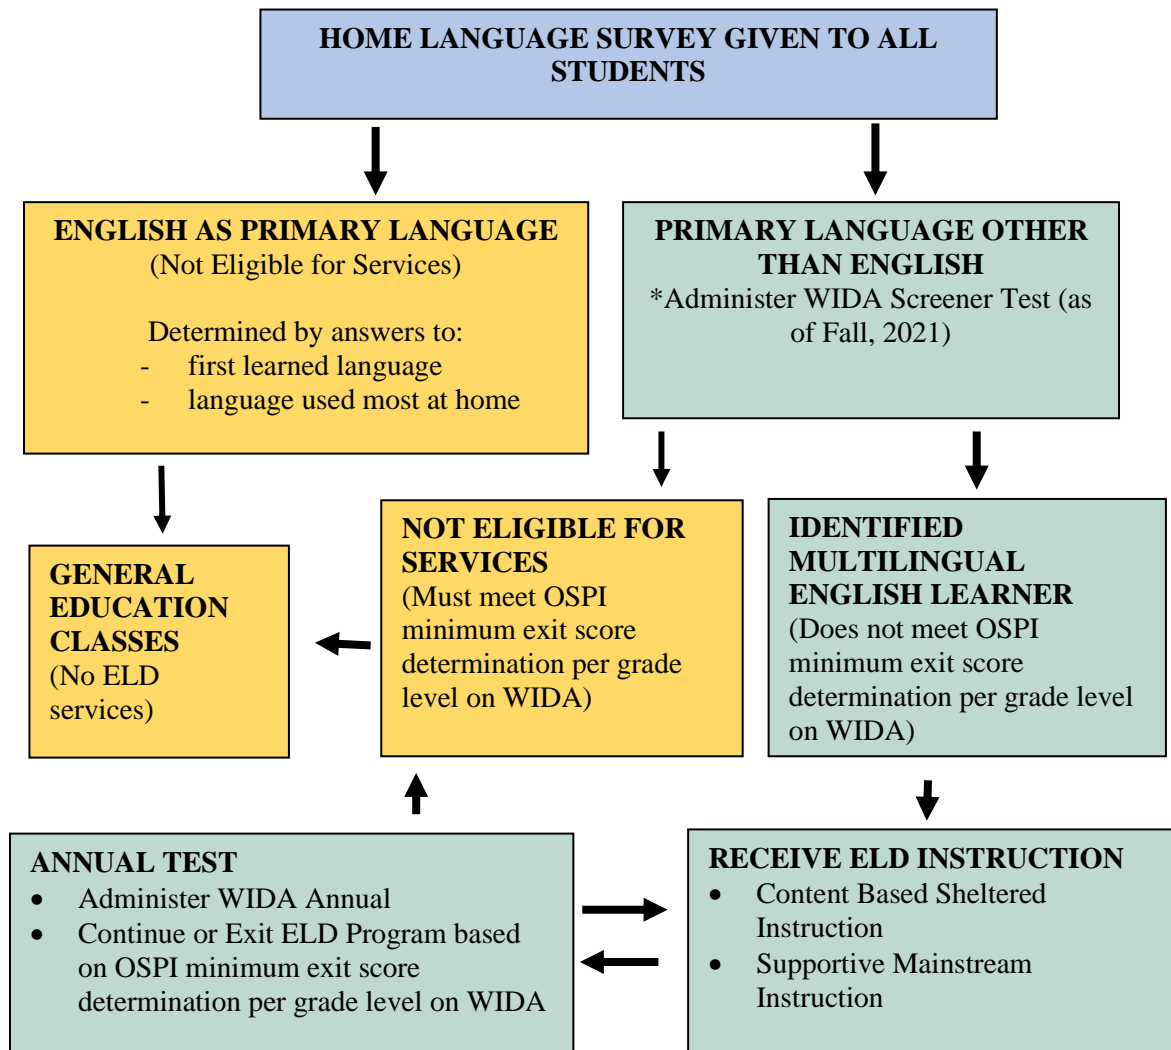 HOME LANGUAGE SURVEY GIVEN TO ALL
STUDENTS
ENGLISH AS PRIMARY LANGUAGE
(Not Eligible for Services)
Determined by answers to:
- first learned language
- language used most at home
PRIMARY LANGUAGE OTHER
THAN ENGLISH
*Administer WIDA Screener Test (as
of Fall, 2021)
GENERAL
EDUCATION
CLASSES
(No ELD
services)
NOT ELIGIBLE FOR
SERVICES
(Must meet OSPI
minimum exit score
determination per grade
level on WIDA)
IDENTIFIED
MULTILINGUAL
ENGLISH LEARNER
(Does not meet OSPI
minimum exit score
determination per grade level
on WIDA)
ANNUAL TEST
• Administer WIDA Annual
• Continue or Exit ELD Program based
on OSPI minimum exit score
determination per grade level on WIDA
RECEIVE ELD INSTRUCTION
• Content Based Sheltered
Instruction
• Supportive Mainstream
Instruction